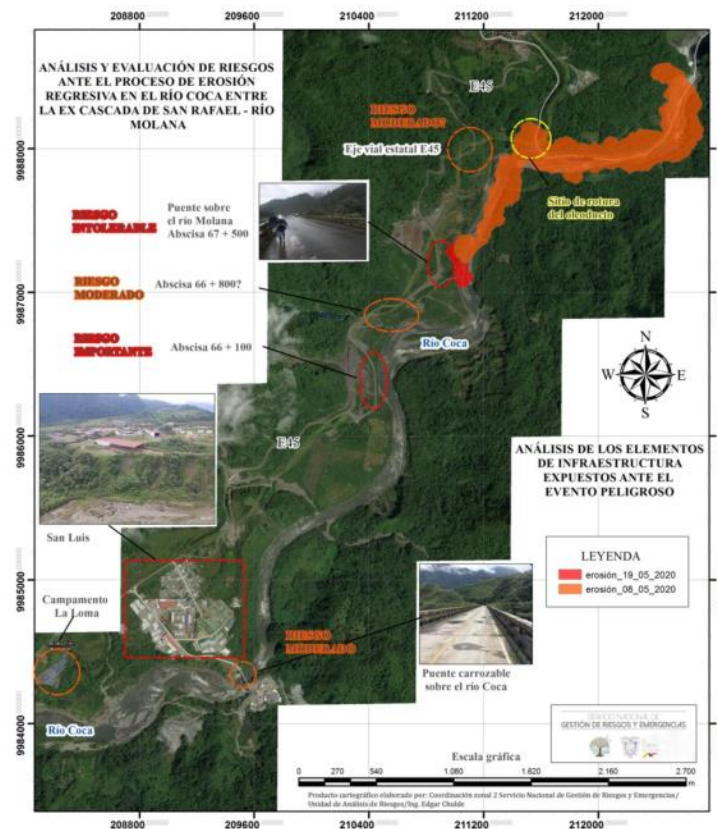 208800 209600 210400 211200 212000
ANÁLISIS Y EVALUACIÓN DE RIESGOS
ANTE EL PROCESO DE EROSIÓN
REGRESIVA EN EL RÍO COCA ENTRE
LA EX CASCADA DE SAN RAFAEL - RÍO
MOLANA
E45
RIESGO
MODERADO?
Eje vial estatal E45
9988000
Sitio de rotura
del oleoducto
RIESGO
INTOLERABLE
Puente sobre
el río Molana
Abscisa 67 + 500
9987000
RIESGO
MODERADO
Abscisa 66 + 800?
RIESGO
IMPORTANTE
Abscisa 66 + 100
Río Coca
N
W E
S
9986000
E45
ANÁLISIS DE LOS ELEMENTOS
DE INFRAESTRUCTURA
EXPUESTOS ANTE EL
EVENTO PELIGROSO
San Luis
LEYENDA
erosión_19_05_2020
erosión_08_05_2020
9985000
Campamento
La Loma
RIESGO
MODERADO
Puente carrozable
sobre el río Coca
Río Coca
9984000
SERVICIO NACIONAL DE
GESTIÓN DE RIESGOS Y EMERGENCIAS
Escala gráfica
0 270 540 1.080 1.620 2.160 2.700
m
Producto cartográfico elaborado por: Coordinación zonal 2 Servicio Nacional de Gestión de Riesgos y Emergencias/
Unidad de Análisis de Riesgos/Ing. Edgar Chulde
208800 209600 210400 211200 212000